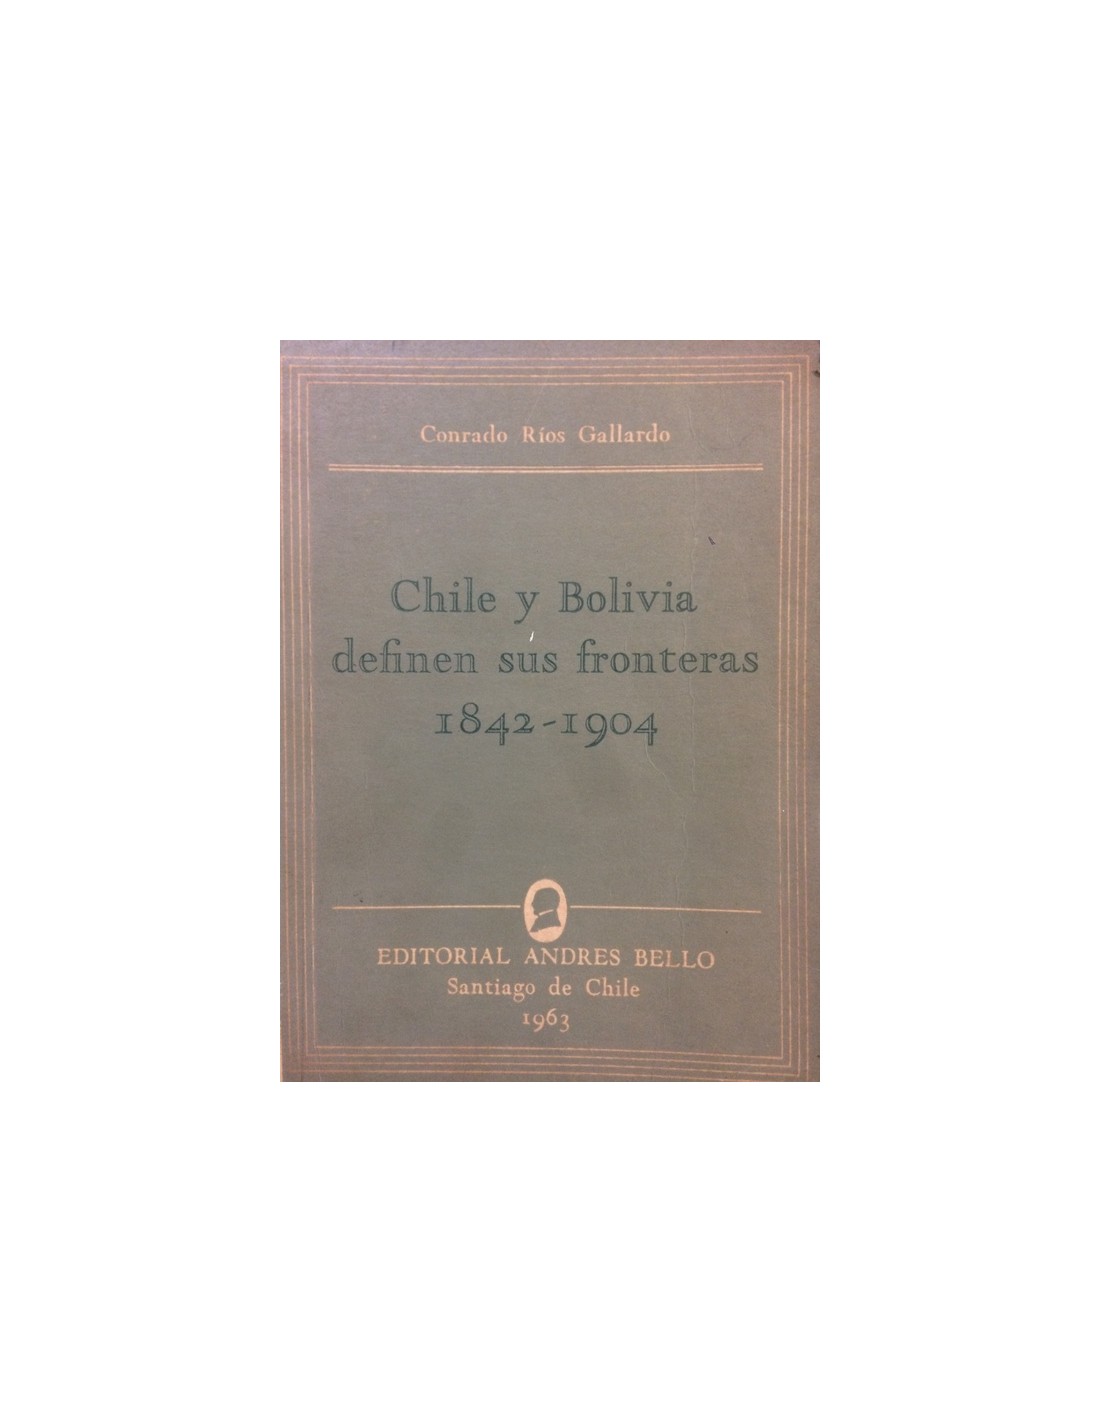 Conrado Ríos Gallardo
Chile y Bolivia
definen sus fronteras
1842-1904
EDITORIAL ANDRES BELLO
Santiago de Chile
1963